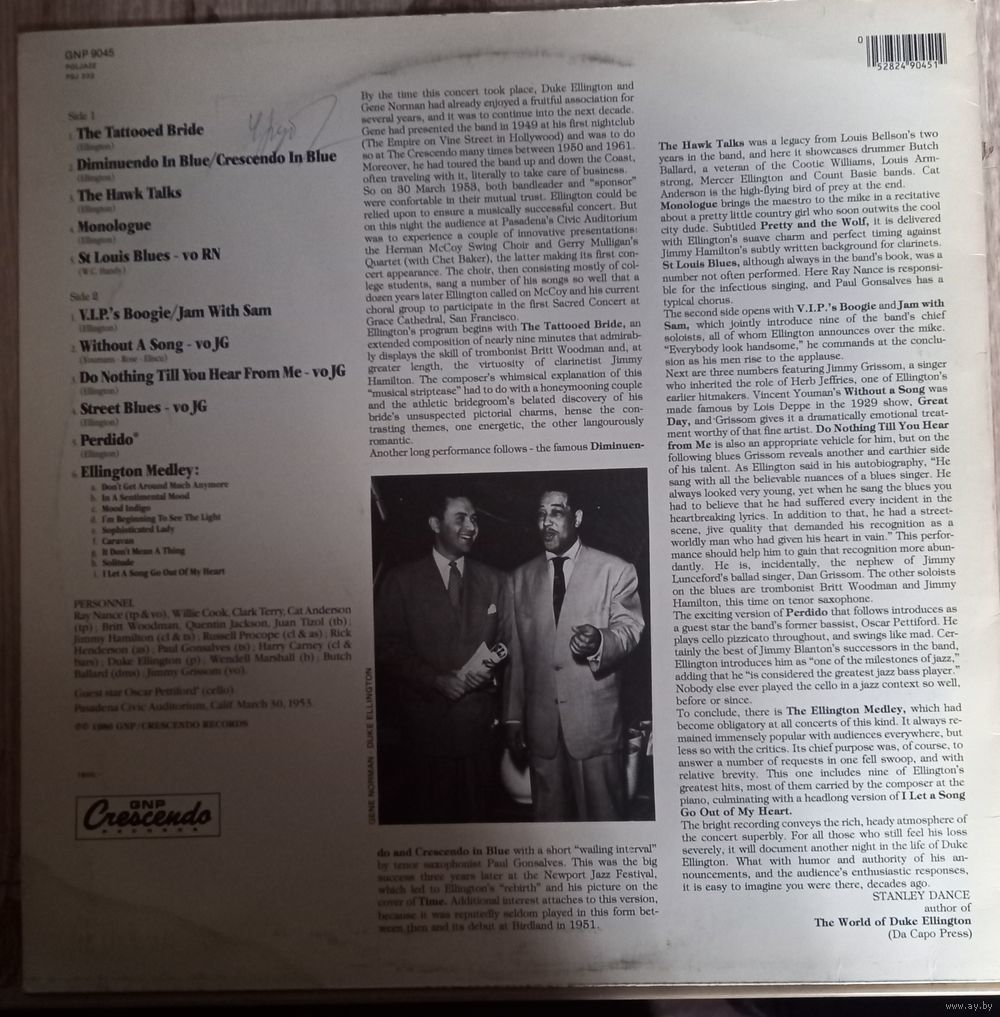 GNP 9045
POLJAZZ
PSJ 233
0
52824 90451
Side 1
1. The Tattooed Bride
(Ellington)
2. Diminuendo In Blue/Crescendo In Blue
(Ellington)
3. The Hawk Talks
(Ellington)
4. Monologue
(Ellington)
5. St Louis Blues - vo RN
(W.C. Handy)
Side 2
1. V.I.P.'s Boogie/Jam With Sam
(Ellington)
2. Without A Song - vo JG
(Youmans - Rose - Eliscu)
3. Do Nothing Till You Hear From Me - vo JG
(Ellington)
4. Street Blues - vo JG
(Ellington)
5. Perdido*
(Ellington)
6. Ellington Medley:
a. Don't Get Around Much Anymore
b. In A Sentimental Mood
c. Mood Indigo
d. I'm Beginning To See The Light
e. Sophisticated Lady
f. Caravan
g. It Don't Mean A Thing
h. Solitude
i. I Let A Song Go Out Of My Heart
PERSONNEL
Ray Nance (tp & vo), Willie Cook, Clark Terry, Cat Anderson
(tp); Britt Woodman, Quentin Jackson, Juan Tizol (tb);
Jimmy Hamilton (cl & ts); Russell Procope (cl & as); Rick
Henderson (as); Paul Gonsalves (ts); Harry Carney (cl &
bars); Duke Ellington (p); Wendell Marshall (b); Butch
Ballard (dms); Jimmy Grissom (vo).
Guest star Oscar Pettiford* (cello)
Pasadena Civic Auditorium, Calif. March 30, 1953.
℗© 1986 GNP/CRESCENDO RECORDS
GNP
Crescendo
RECORDS
By the time this concert took place, Duke Ellington and
Gene Norman had already enjoyed a fruitful association for
several years, and it was to continue into the next decade.
Gene had presented the band in 1949 at his first nightclub
(The Empire on Vine Street in Hollywood) and was to do
so at The Crescendo many times between 1950 and 1961.
Moreover, he had toured the band up and down the Coast,
often traveling with it, literally to take care of business.
So on 30 March 1953, both bandleader and "sponsor"
were confortable in their mutual trust. Ellington could be
relied upon to ensure a musically successful concert. But
on this night the audience at Pasadena's Civic Auditorium
was to experience a couple of innovative presentations:
the Herman McCoy Swing Choir and Gerry Mulligan's
Quartet (with Chet Baker), the latter making its first con-
cert appearance. The choir, then consisting mostly of col-
lege students, sang a number of his songs so well that a
dozen years later Ellington called on McCoy and his current
choral group to participate in the first Sacred Concert at
Grace Cathedral, San Francisco.
Ellington's program begins with The Tattooed Bride, an
extended composition of nearly nine minutes that admirab-
ly displays the skill of trombonist Britt Woodman and, at
greater length, the virtuosity of clarinetist Jimmy
Hamilton. The composer's whimsical explanation of this
"musical striptease" had to do with a honeymooning couple
and the athletic bridegroom's belated discovery of his
bride's unsuspected pictorial charms, hence the con-
trasting themes, one energetic, the other langourously
romantic.
Another long performance follows - the famous Diminuen-
GENE NORMAN - DUKE ELLINGTON
do and Crescendo in Blue with a short "wailing interval"
by tenor saxophonist Paul Gonsalves. This was the big
success three years later at the Newport Jazz Festival,
which led to Ellington's "rebirth" and his picture on the
cover of Time. Additional interest attaches to this version,
because it was reputedly seldom played in this form bet-
ween then and its debut at Birdland in 1951.
The Hawk Talks was a legacy from Louis Bellson's two
years in the band, and here it showcases drummer Butch
Ballard, a veteran of the Cootie Williams, Louis Arm-
strong, Mercer Ellington and Count Basie bands. Cat
Anderson is the high-flying bird of prey at the end.
Monologue brings the maestro to the mike in a recitative
about a pretty little country girl who soon outwits the cool
city dude. Subtitled Pretty and the Wolf, it is delivered
with Ellington's suave charm and perfect timing against
Jimmy Hamilton's subtly written background for clarinets.
St Louis Blues, although always in the band's book, was a
number not often performed. Here Ray Nance is responsi-
ble for the infectious singing, and Paul Gonsalves has a
typical chorus.
The second side opens with V.I.P.'s Boogie and Jam with
Sam, which jointly introduce nine of the band's chief
soloists, all of whom Ellington announces over the mike.
"Everybody look handsome," he commands at the conclu-
sion as his men rise to the applause.
Next are three numbers featuring Jimmy Grissom, a singer
who inherited the role of Herb Jeffries, one of Ellington's
earlier hitmakers. Vincent Youman's Without a Song was
made famous by Lois Deppe in the 1929 show, Great
Day, and Grissom gives it a dramatically emotional treat-
ment worthy of that fine artist. Do Nothing Till You Hear
from Me is also an appropriate vehicle for him, but on the
following blues Grissom reveals another and earthier side
of his talent. As Ellington said in his autobiography, "He
sang with all the believable nuances of a blues singer. He
always looked very young, yet when he sang the blues you
had to believe that he had suffered every incident in the
heartbreaking lyrics. In addition to that, he had a street-
scene, jive quality that demanded his recognition as a
worldly man who had given his heart in vain." This perfor-
mance should help him to gain that recognition more abun-
dantly. He is, incidentally, the nephew of Jimmy
Lunceford's ballad singer, Dan Grissom. The other soloists
on the blues are trombonist Britt Woodman and Jimmy
Hamilton, this time on tenor saxophone.
The exciting version of Perdido that follows introduces as
a guest star the band's former bassist, Oscar Pettiford. He
plays cello pizzicato throughout, and swings like mad. Cer-
tainly the best of Jimmy Blanton's successors in the band,
Ellington introduces him as "one of the milestones of jazz,"
adding that he "is considered the greatest jazz bass player."
Nobody else ever played the cello in a jazz context so well,
before or since.
To conclude, there is The Ellington Medley, which had
become obligatory at all concerts of this kind. It always re-
mained immensely popular with audiences everywhere, but
less so with the critics. Its chief purpose was, of course, to
answer a number of requests in one fell swoop, and with
relative brevity. This one includes nine of Ellington's
greatest hits, most of them carried by the composer at the
piano, culminating with a headlong version of I Let a Song
Go Out of My Heart.
The bright recording conveys the rich, heady atmosphere of
the concert superbly. For all those who still feel his loss
severely, it will document another night in the life of Duke
Ellington. What with humor and authority of his an-
nouncements, and the audience's enthusiastic responses,
it is easy to imagine you were there, decades ago.
STANLEY DANCE
author of
The World of Duke Ellington
(Da Capo Press)
www.ay.by